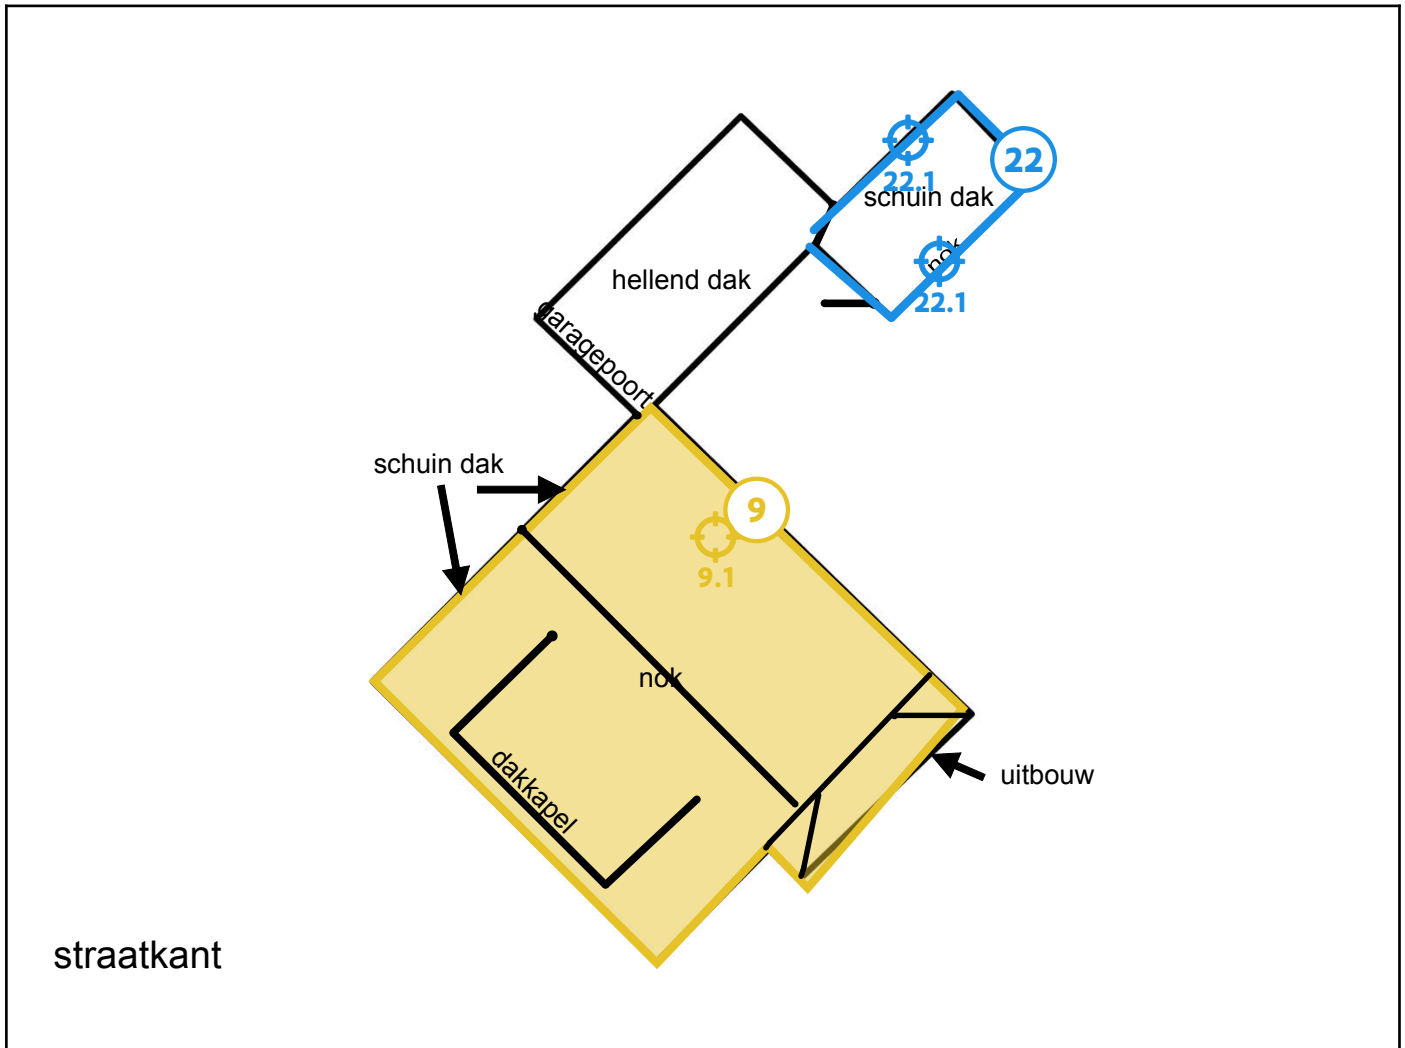 22
22.1
schuin dak
nok
22.1
hellend dak
garagepoort
schuin dak
9
9.1
nok
dakkapel
uitbouw
straatkant